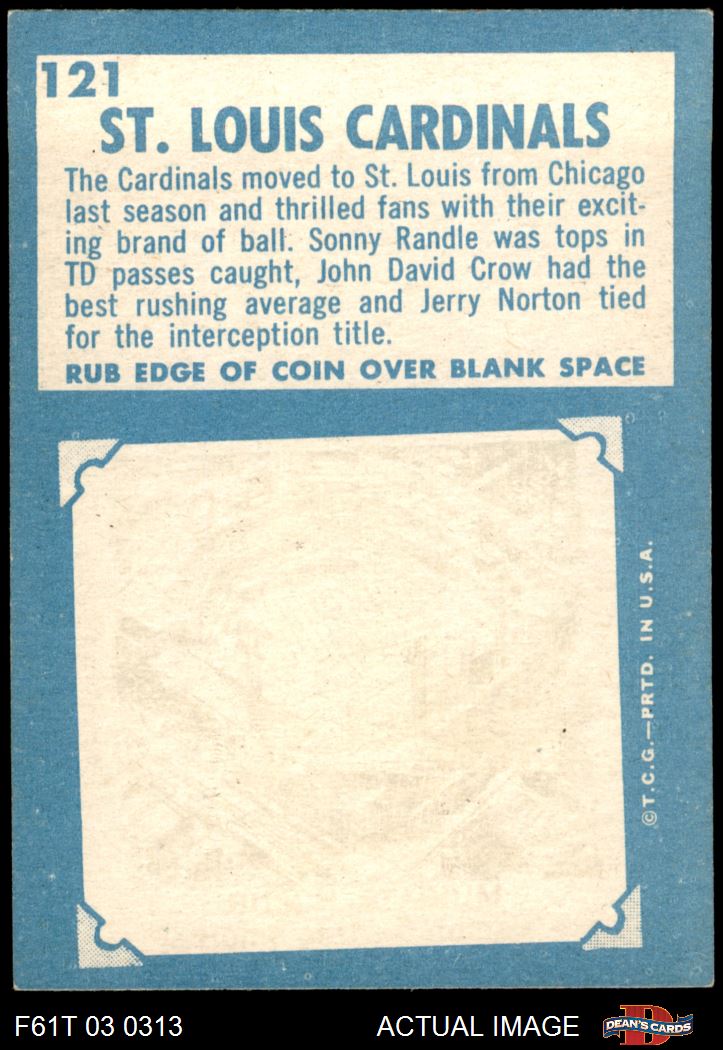 121
ST. LOUIS CARDINALS
The Cardinals moved to St. Louis from Chicago
last season and thrilled fans with their excit-
ing brand of ball. Sonny Randle was tops in
TD passes caught, John David Crow had the
best rushing average and Jerry Norton tied
for the interception title.
RUB EDGE OF COIN OVER BLANK SPACE
©T.C.G.—PRTD. IN U.S.A.
F61T 03 0313
ACTUAL IMAGE
D
DEAN'S CARDS